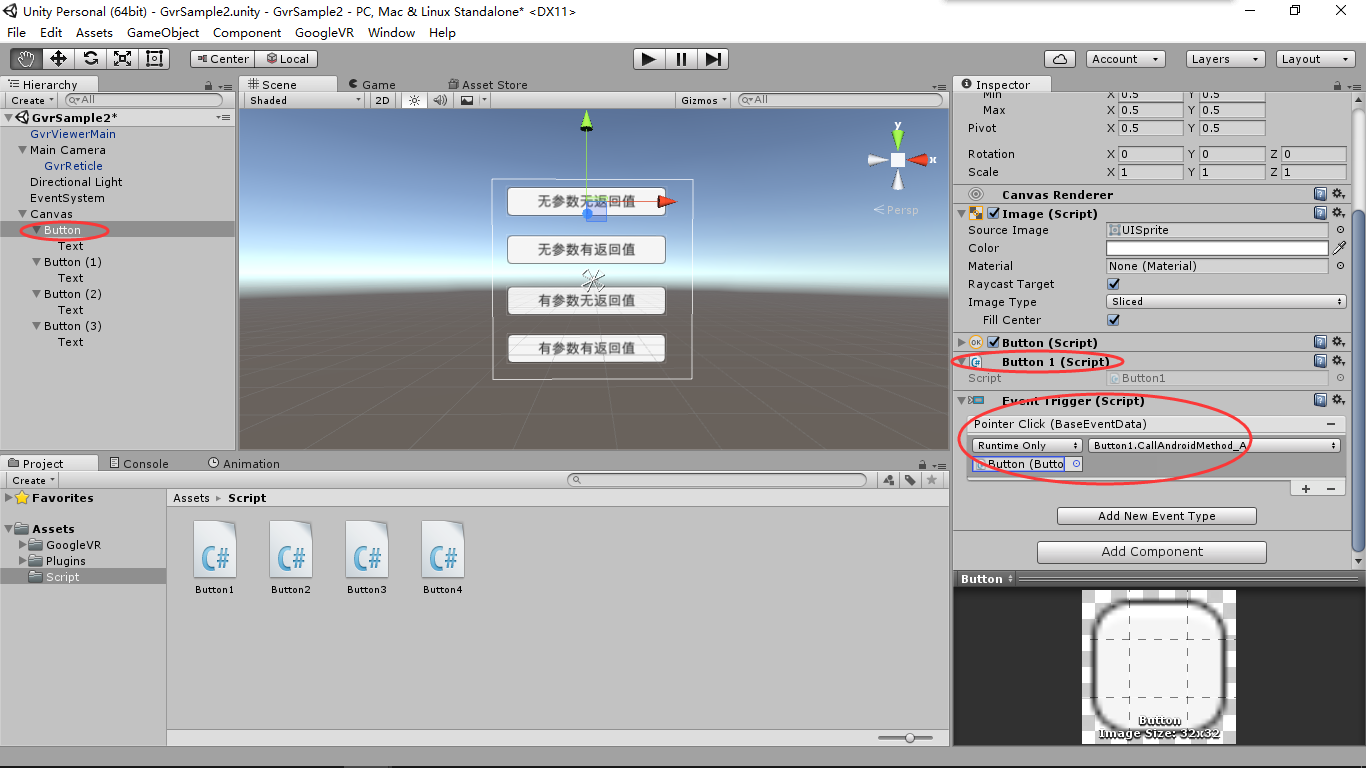 Unity Personal (64bit) - GvrSample2.unity - GvrSample2 - PC, Mac & Linux Standalone* <DX11>
File Edit Assets GameObject Component GoogleVR Window Help
Center Local Account Layers Layout
Hierarchy
Create All
GvrSample2*
GvrViewerMain
Main Camera
GvrReticle
Directional Light
EventSystem
Canvas
Button
Text
Button (1)
Text
Button (2)
Text
Button (3)
Text
Scene Game Asset Store
Shaded 2D Gizmos All
y
x
Persp
无参数无返回值
无参数有返回值
有参数无返回值
有参数有返回值
Inspector
Min X 0.5 Y 0.5
Max X 0.5 Y 0.5
Pivot X 0.5 Y 0.5
Rotation X 0 Y 0 Z 0
Scale X 1 Y 1 Z 1
Canvas Renderer
Image (Script)
Source Image UISprite
Color
Material None (Material)
Raycast Target
Image Type Sliced
Fill Center
OK Button (Script)
C# Button 1 (Script)
Script Button1
Event Trigger (Script)
Pointer Click (BaseEventData)
Runtime Only Button1.CallAndroidMethod_A
Button (Butto
Add New Event Type
Add Component
Button
Button
Image Size: 32x32
Project Console Animation
Create
Favorites
Assets
GoogleVR
Plugins
Script
Assets Script
C# C# C# C#
Button1 Button2 Button3 Button4